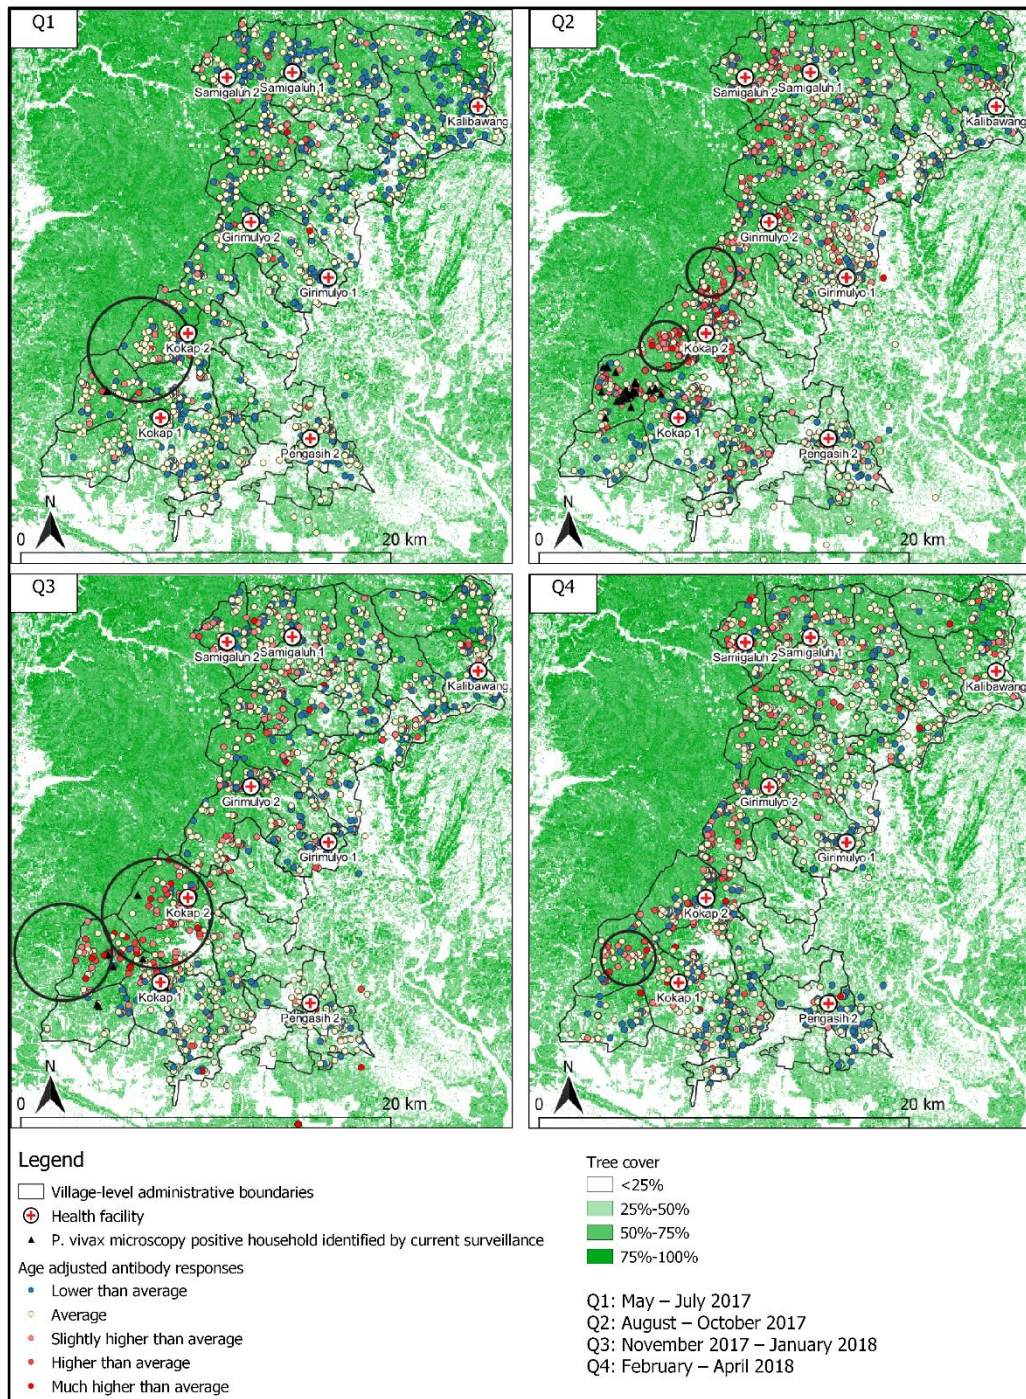 Q1
Samigaluh 2
Samigaluh 1
Kalibawang
Girimulyo 2
Girimulyo 1
Kokap 2
Kokap 1
Pengasih 2
N
0
20 km
Q2
Samigaluh 2
Samigaluh 1
Kalibawang
Girimulyo 2
Girimulyo 1
Kokap 2
Kokap 1
Pengasih 2
N
0
20 km
Q3
Samigaluh 2
Samigaluh 1
Kalibawang
Girimulyo 2
Girimulyo 1
Kokap 2
Kokap 1
Pengasih 2
N
0
20 km
Q4
Samigaluh 2
Samigaluh 1
Kalibawang
Girimulyo 2
Girimulyo 1
Kokap 2
Kokap 1
Pengasih 2
N
0
20 km
Legend
Village-level administrative boundaries
Health facility
P. vivax microscopy positive household identified by current surveillance
Age adjusted antibody responses
Lower than average
Average
Slightly higher than average
Higher than average
Much higher than average
Tree cover
<25%
25%-50%
50%-75%
75%-100%
Q1: May – July 2017
Q2: August – October 2017
Q3: November 2017 – January 2018
Q4: February – April 2018